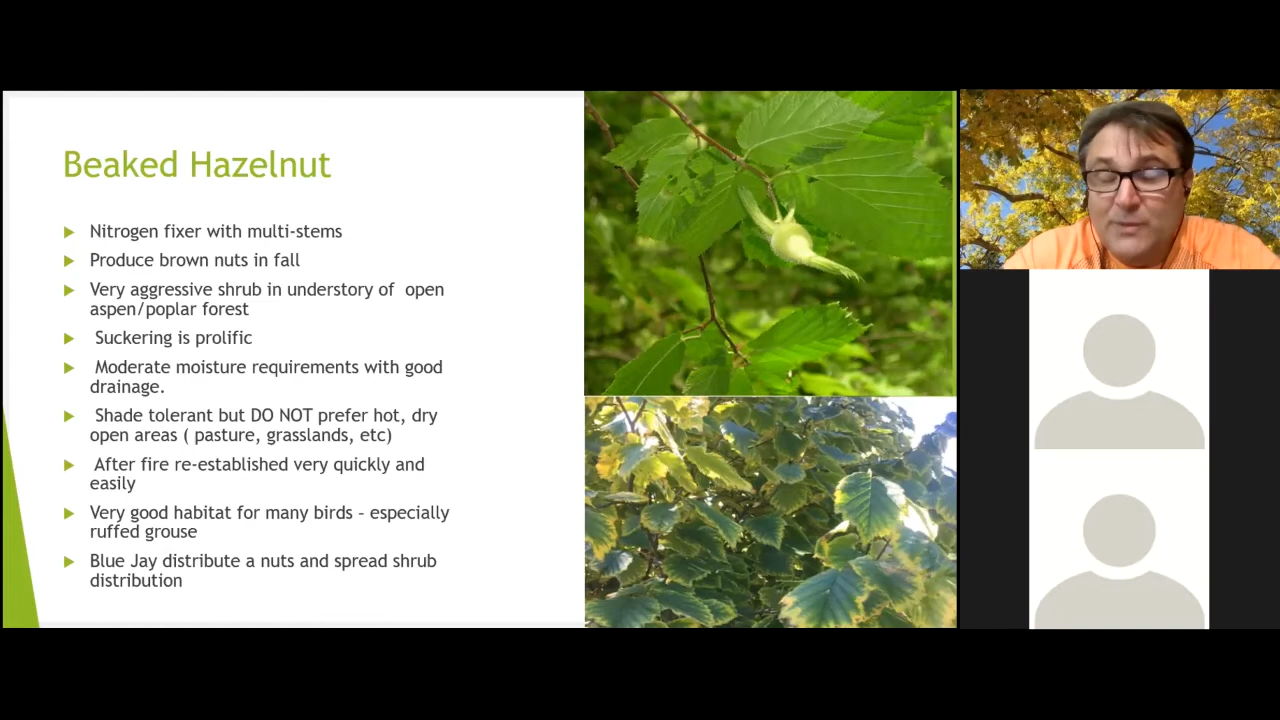 Beaked Hazelnut
Nitrogen fixer with multi-stems
Produce brown nuts in fall
Very aggressive shrub in understory of open
aspen/poplar forest
Suckering is prolific
Moderate moisture requirements with good
drainage.
Shade tolerant but DO NOT prefer hot, dry
open areas ( pasture, grasslands, etc)
After fire re-established very quickly and
easily
Very good habitat for many birds – especially
ruffed grouse
Blue Jay distribute a nuts and spread shrub
distribution